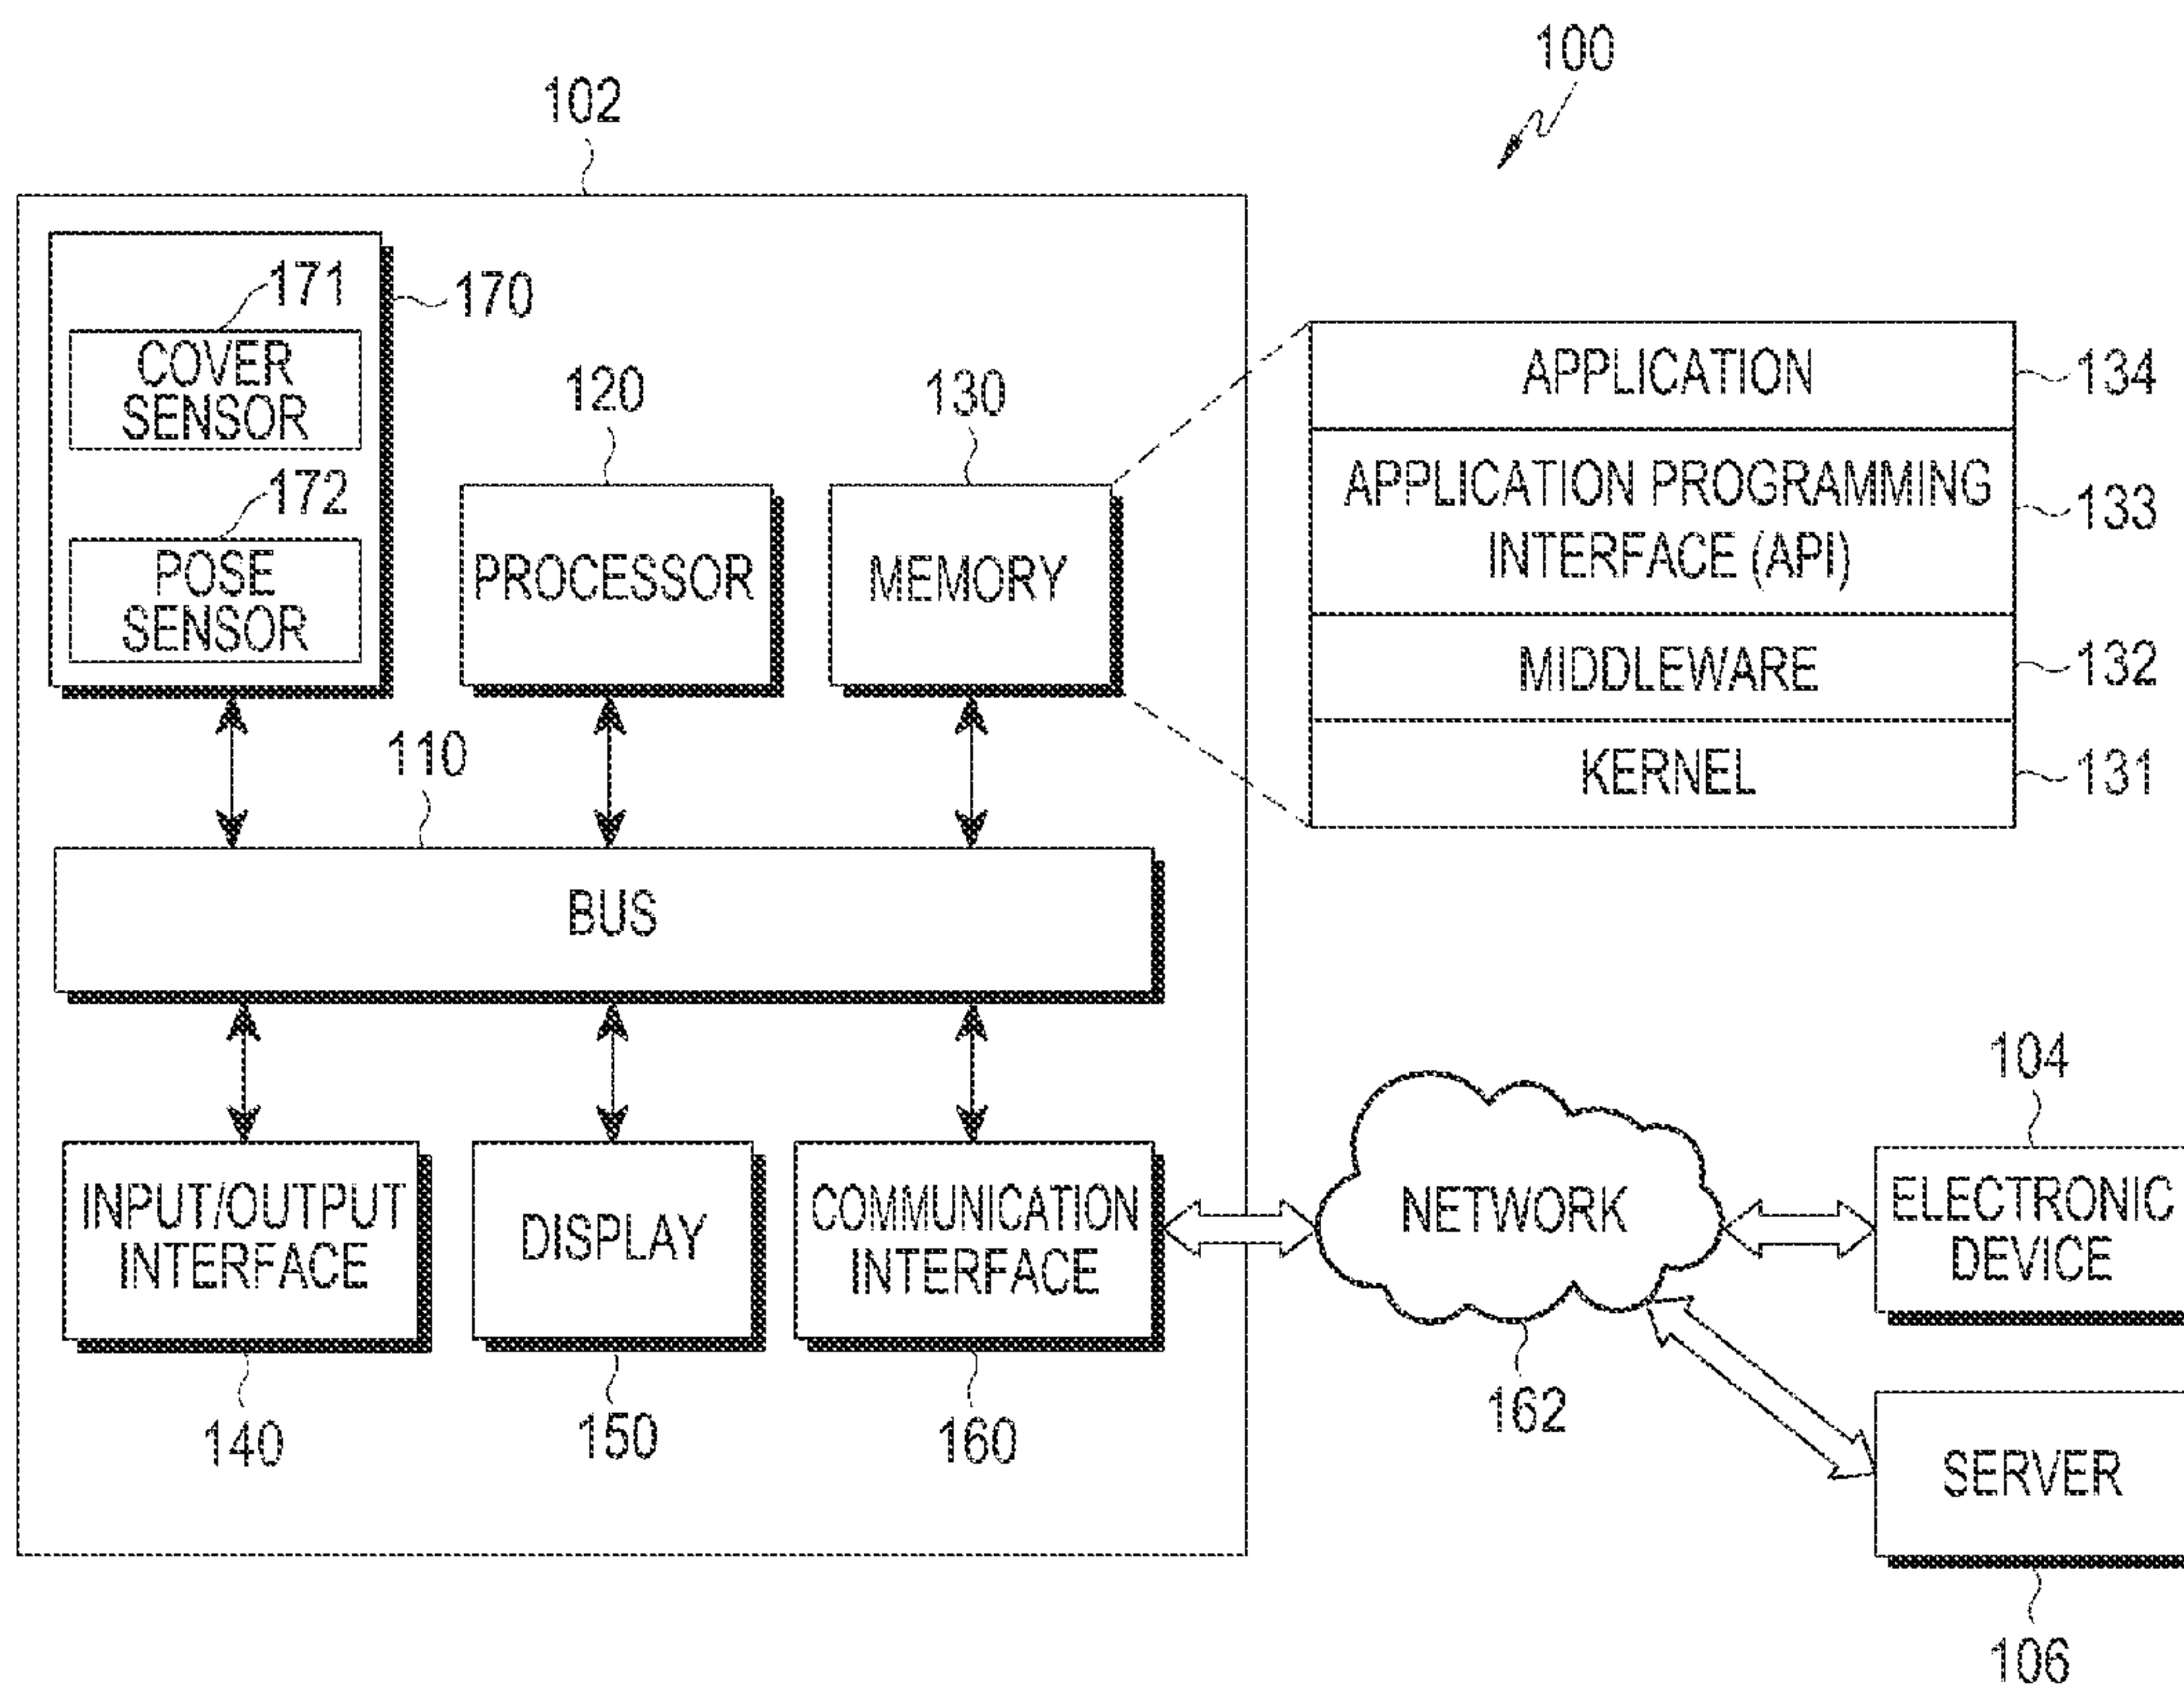 100
102
171
170
COVER
SENSOR
172
POSE
SENSOR
120
PROCESSOR
130
MEMORY
APPLICATION
134
APPLICATION PROGRAMMING
INTERFACE (API)
133
MIDDLEWARE
132
KERNEL
131
110
BUS
INPUT/OUTPUT
INTERFACE
140
DISPLAY
150
COMMUNICATION
INTERFACE
160
NETWORK
162
104
ELECTRONIC
DEVICE
SERVER
106